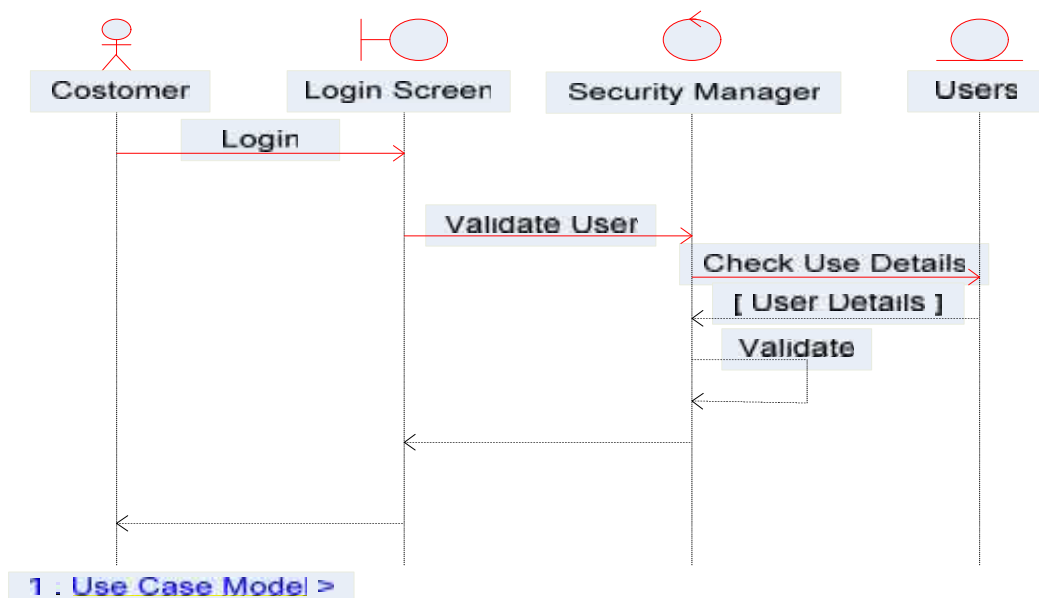 Costomer
Login Screen
Security Manager
Users
Login
Validate User
Check Use Details
[ User Details ]
Validate
1 : Use Case Model >